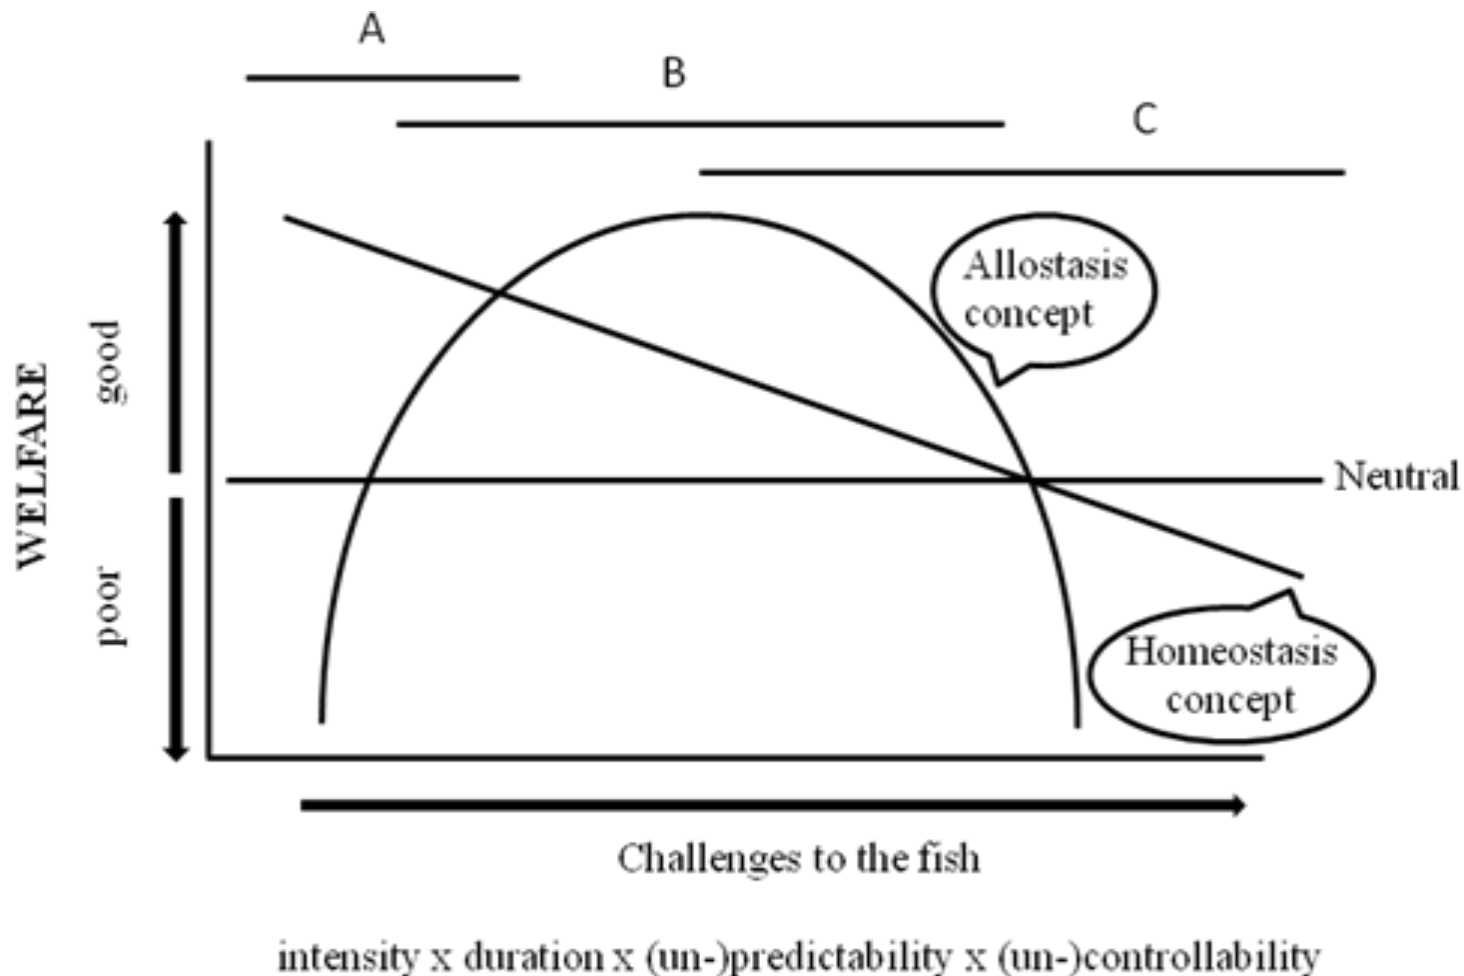 A
B
C
Allostasis
concept
good
WELFARE
Neutral
poor
Homeostasis
concept
Challenges to the fish
intensity x duration x (un-)predictability x (un-)controllability